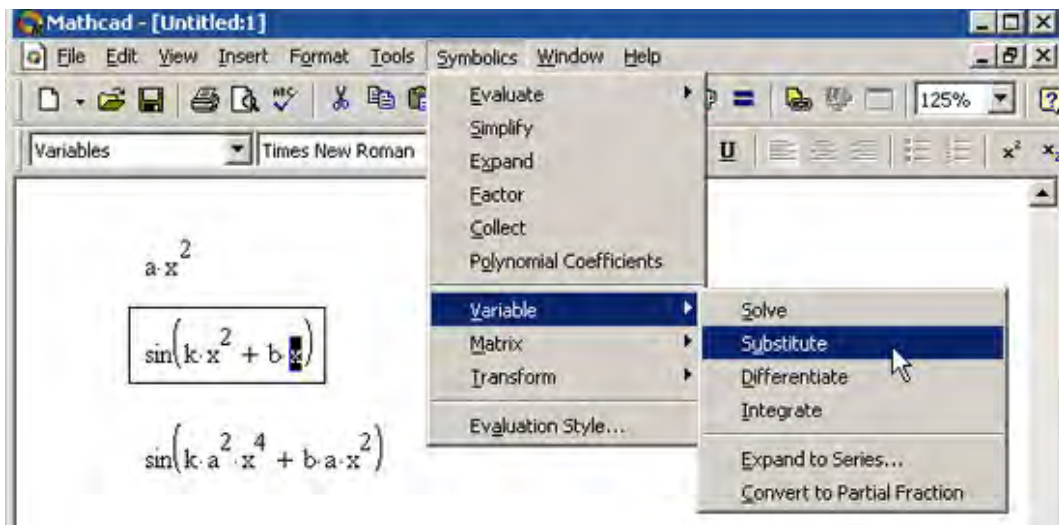 Mathcad - [Untitled:1]
File Edit View Insert Format Tools Symbolics Window Help
125%
Variables Times New Roman U x² x₂
Evaluate
Simplify
Expand
Factor
Collect
Polynomial Coefficients
Variable
Matrix
Transform
Evaluation Style...
Solve
Substitute
Differentiate
Integrate
Expand to Series...
Convert to Partial Fraction
a·x²
sin(k·x² + b·x)
sin(k·a²·x⁴ + b·a·x²)